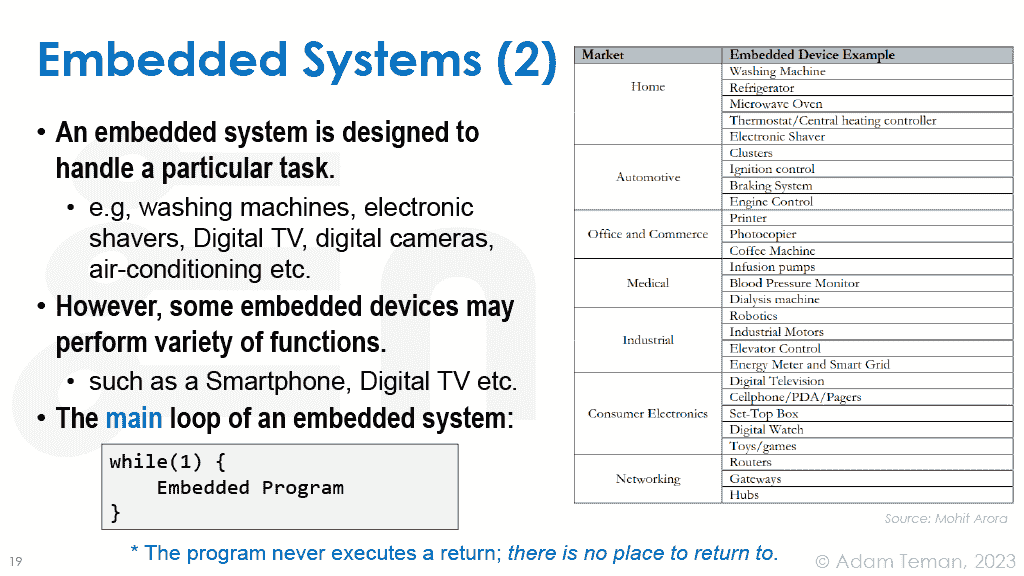 Embedded Systems (2)
• An embedded system is designed to
handle a particular task.
• e.g, washing machines, electronic
shavers, Digital TV, digital cameras,
air-conditioning etc.
• However, some embedded devices may
perform variety of functions.
• such as a Smartphone, Digital TV etc.
• The main loop of an embedded system:
while(1) {
Embedded Program
}
* The program never executes a return; there is no place to return to.
Market Embedded Device Example
Home
Washing Machine
Refrigerator
Microwave Oven
Thermostat/Central heating controller
Electronic Shaver
Automotive
Clusters
Ignition control
Braking System
Engine Control
Office and Commerce
Printer
Photocopier
Coffee Machine
Medical
Infusion pumps
Blood Pressure Monitor
Dialysis machine
Industrial
Robotics
Industrial Motors
Elevator Control
Energy Meter and Smart Grid
Consumer Electronics
Digital Television
Cellphone/PDA/Pagers
Set-Top Box
Digital Watch
Toys/games
Networking
Routers
Gateways
Hubs
Source: Mohit Arora
19
© Adam Teman, 2023